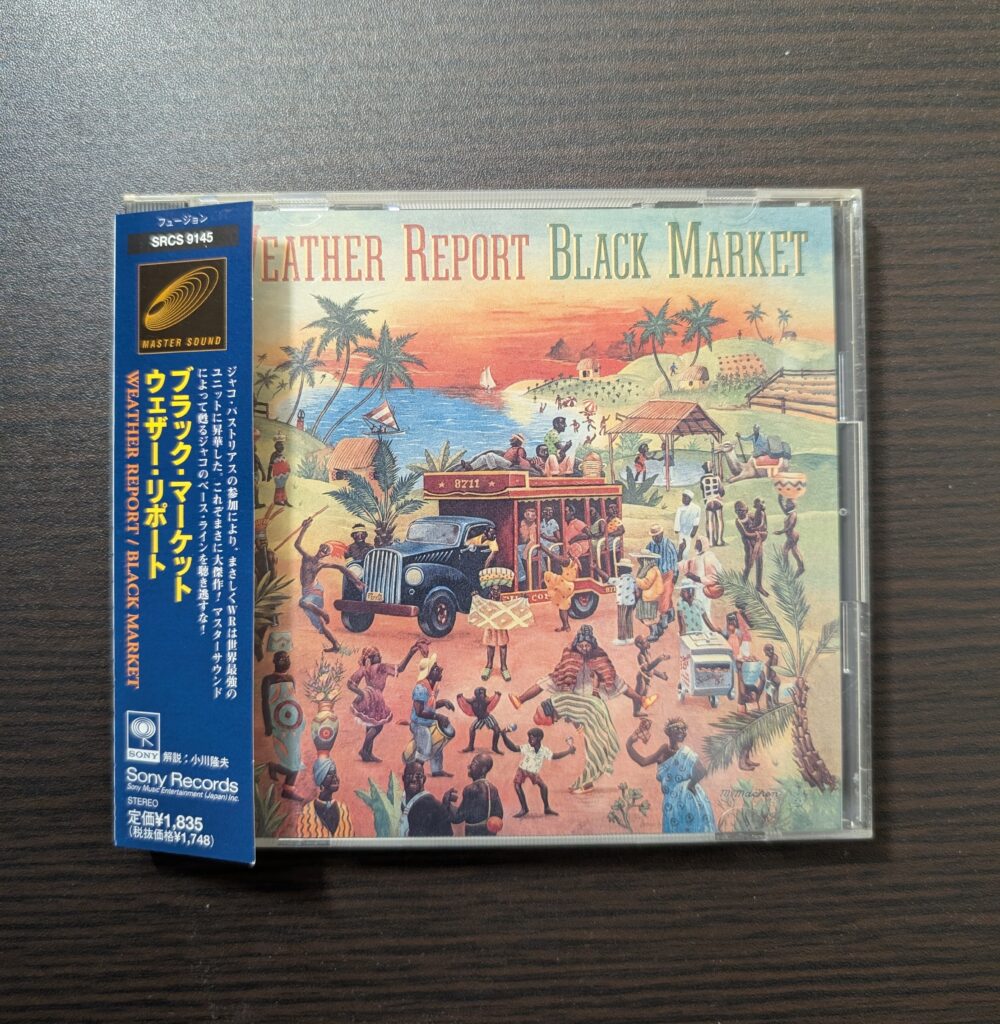 フュージョン
SRCS 9145
MASTER SOUND
ブラック・マーケット
ウェザー・リポート
WEATHER REPORT / BLACK MARKET
ジャコ・パストリアスの参加により、まさしくWRは世界最強の
ユニットに昇華した。これぞまさに大傑作! マスターサウンド
によって甦るジャコのベース・ラインを聴き逃すな!
SONY
解説:小川隆夫
Sony Records
Sony Music Entertainment (Japan) Inc.
STEREO
定価¥1,835
(税抜価格¥1,748)
WEATHER REPORT BLACK MARKET
8711
McMachon